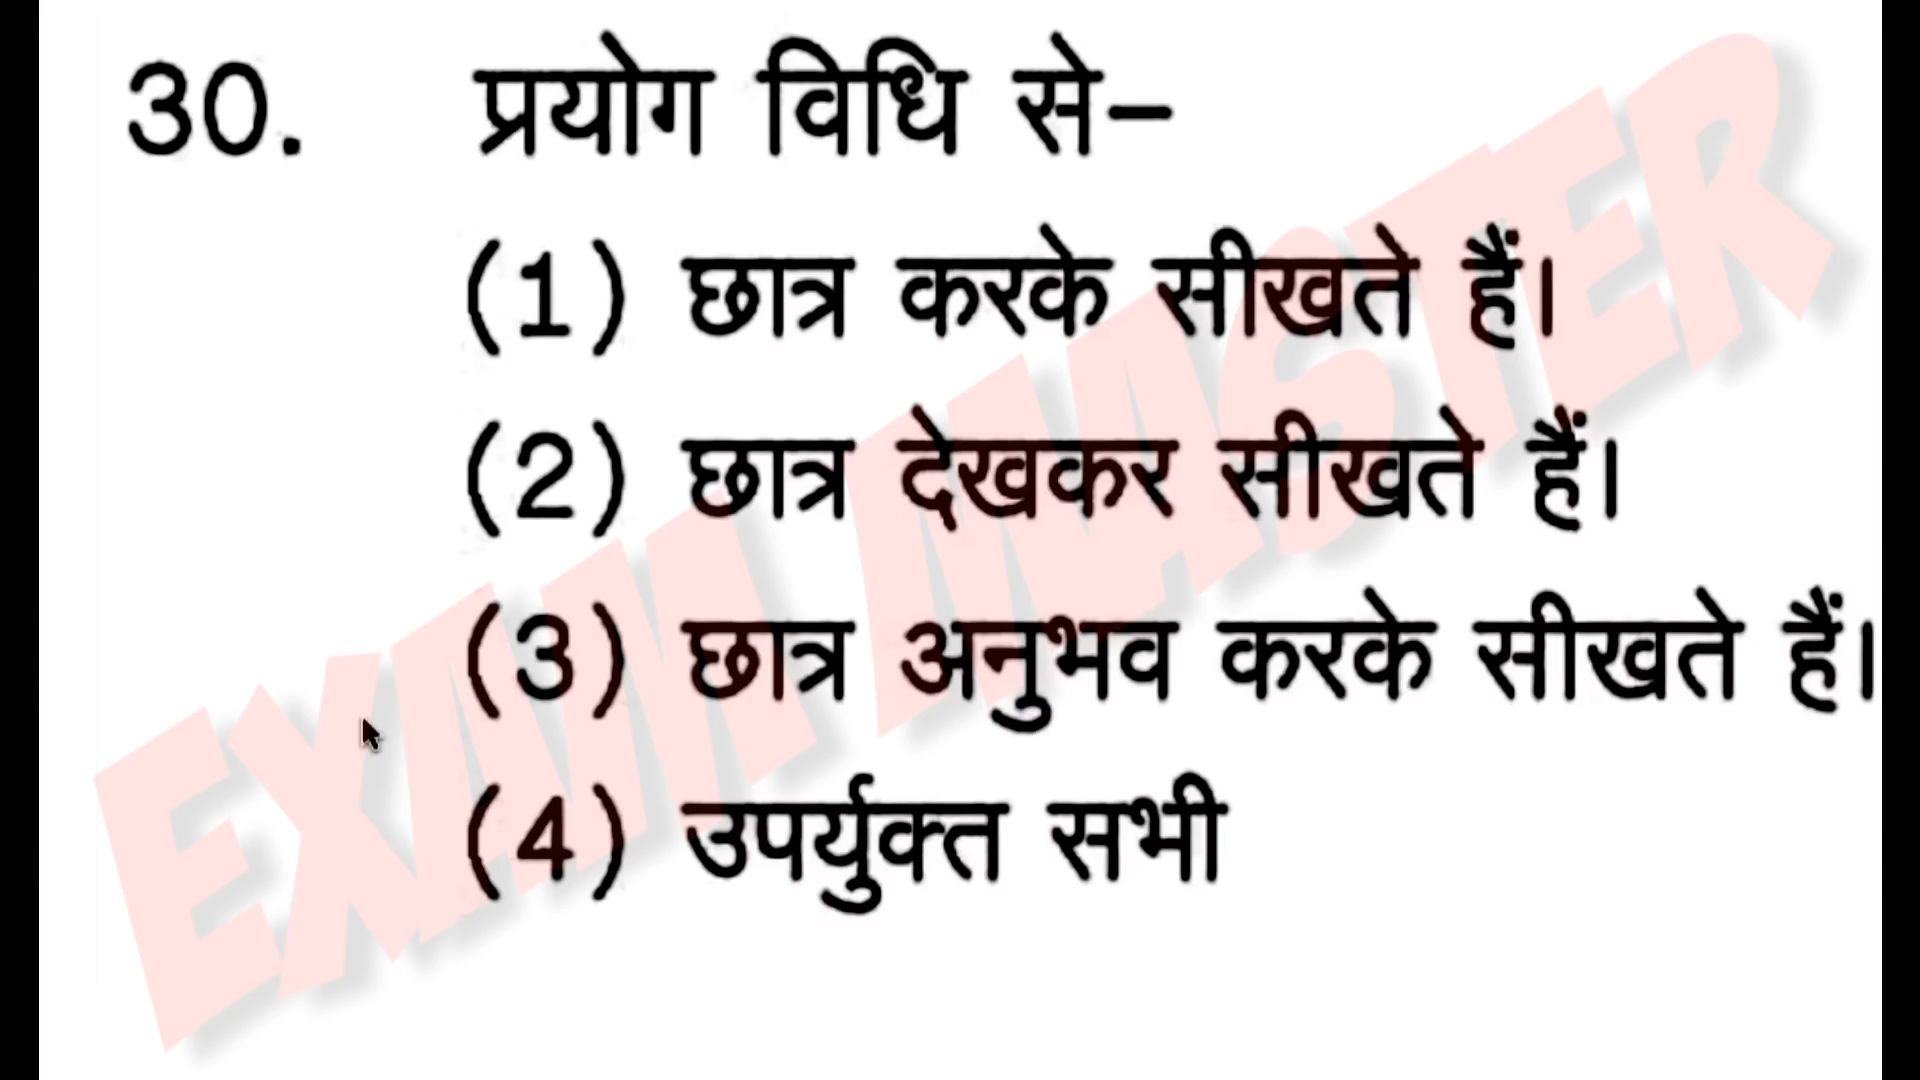 30. प्रयोग विधि से–
(1) छात्र करके सीखते हैं।
(2) छात्र देखकर सीखते हैं।
(3) छात्र अनुभव करके सीखते हैं।
(4) उपर्युक्त सभी
EXAM MASTER